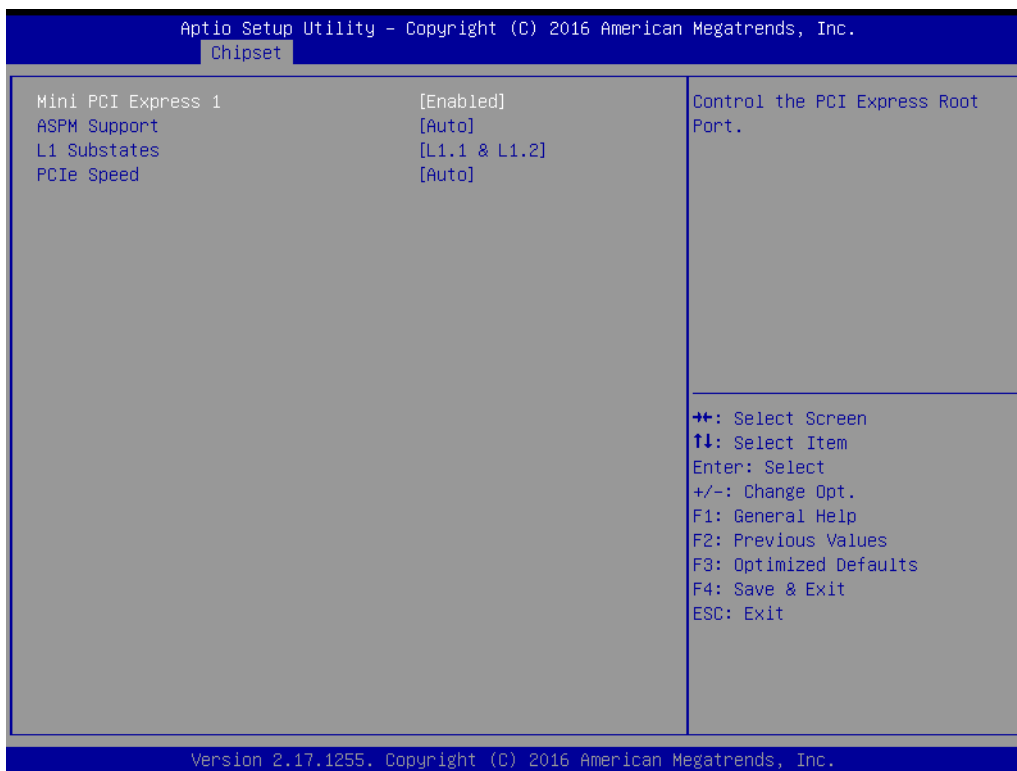 Aptio Setup Utility – Copyright (C) 2016 American Megatrends, Inc.
Chipset
Mini PCI Express 1 [Enabled]
ASPM Support [Auto]
L1 Substates [L1.1 & L1.2]
PCIe Speed [Auto]
Control the PCI Express Root
Port.
→←: Select Screen
↑↓: Select Item
Enter: Select
+/-: Change Opt.
F1: General Help
F2: Previous Values
F3: Optimized Defaults
F4: Save & Exit
ESC: Exit
Version 2.17.1255. Copyright (C) 2016 American Megatrends, Inc.